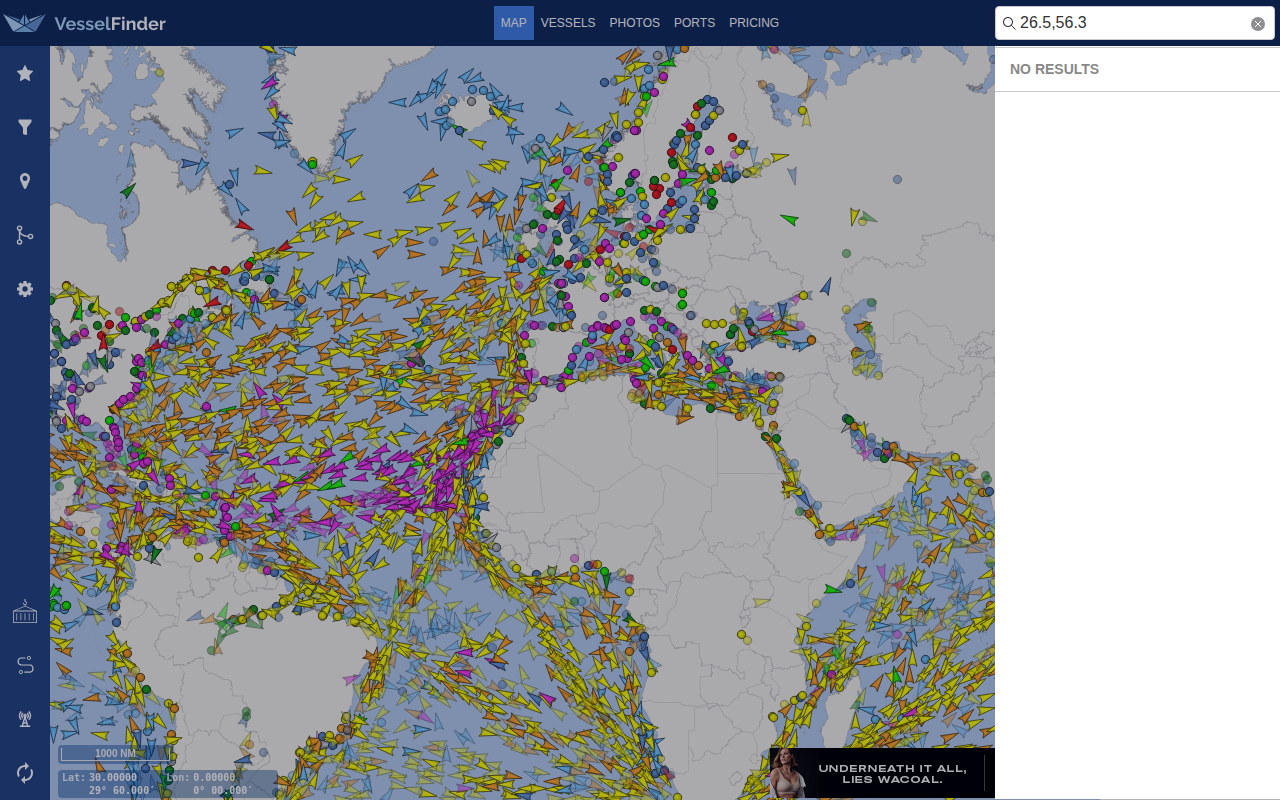 VesselFinder
MAP VESSELS PHOTOS PORTS PRICING
26.5,56.3
NO RESULTS
1000 NM
Lat: 30.00000 Lon: 0.00000
29° 60.000´ 0° 00.000´
UNDERNEATH IT ALL,
LIES WACOAL.